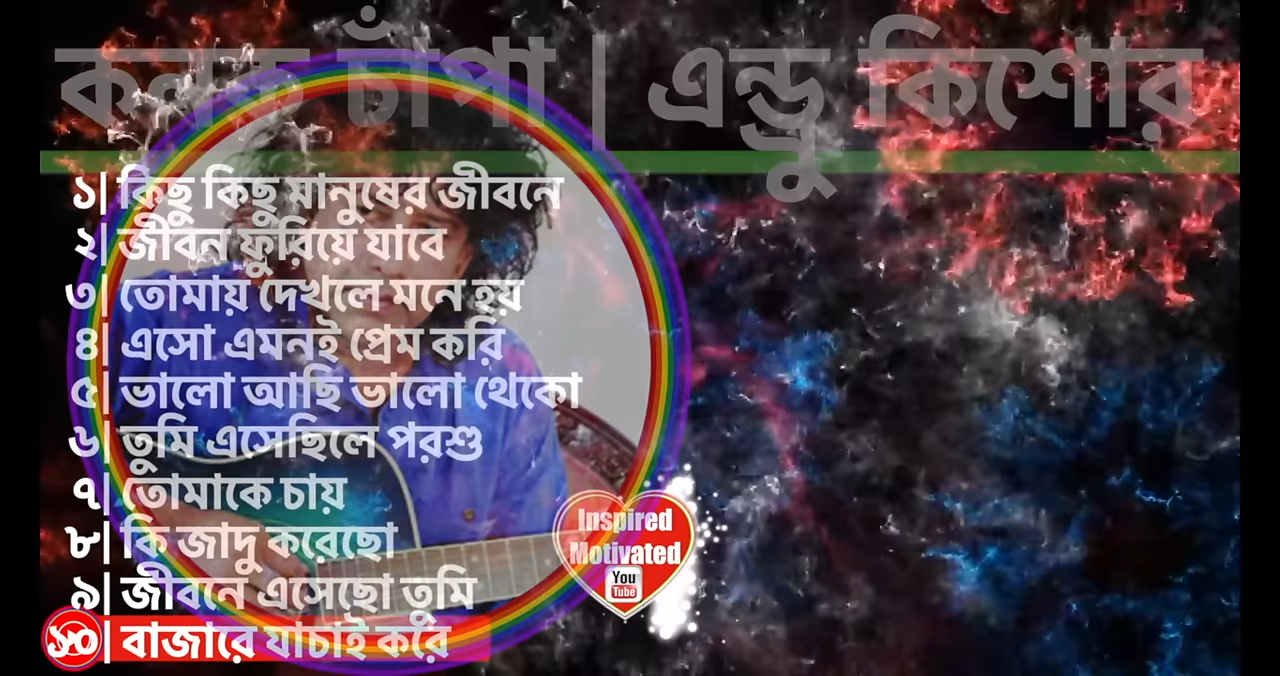 কনক চাঁপা | এন্ড্রু কিশোর
১| কিছু কিছু মানুষের জীবনে
২| জীবন ফুরিয়ে যাবে
৩| তোমায় দেখলে মনে হয়
৪| এসো এমনই প্রেম করি
৫| ভালো আছি ভালো থেকো
৬| তুমি এসেছিলে পরশু
৭| তোমাকে চায়
৮| কি জাদু করেছো
৯| জীবনে এসেছো তুমি
১০| বাজারে যাচাই করে
Inspired
Motivated
You
Tube